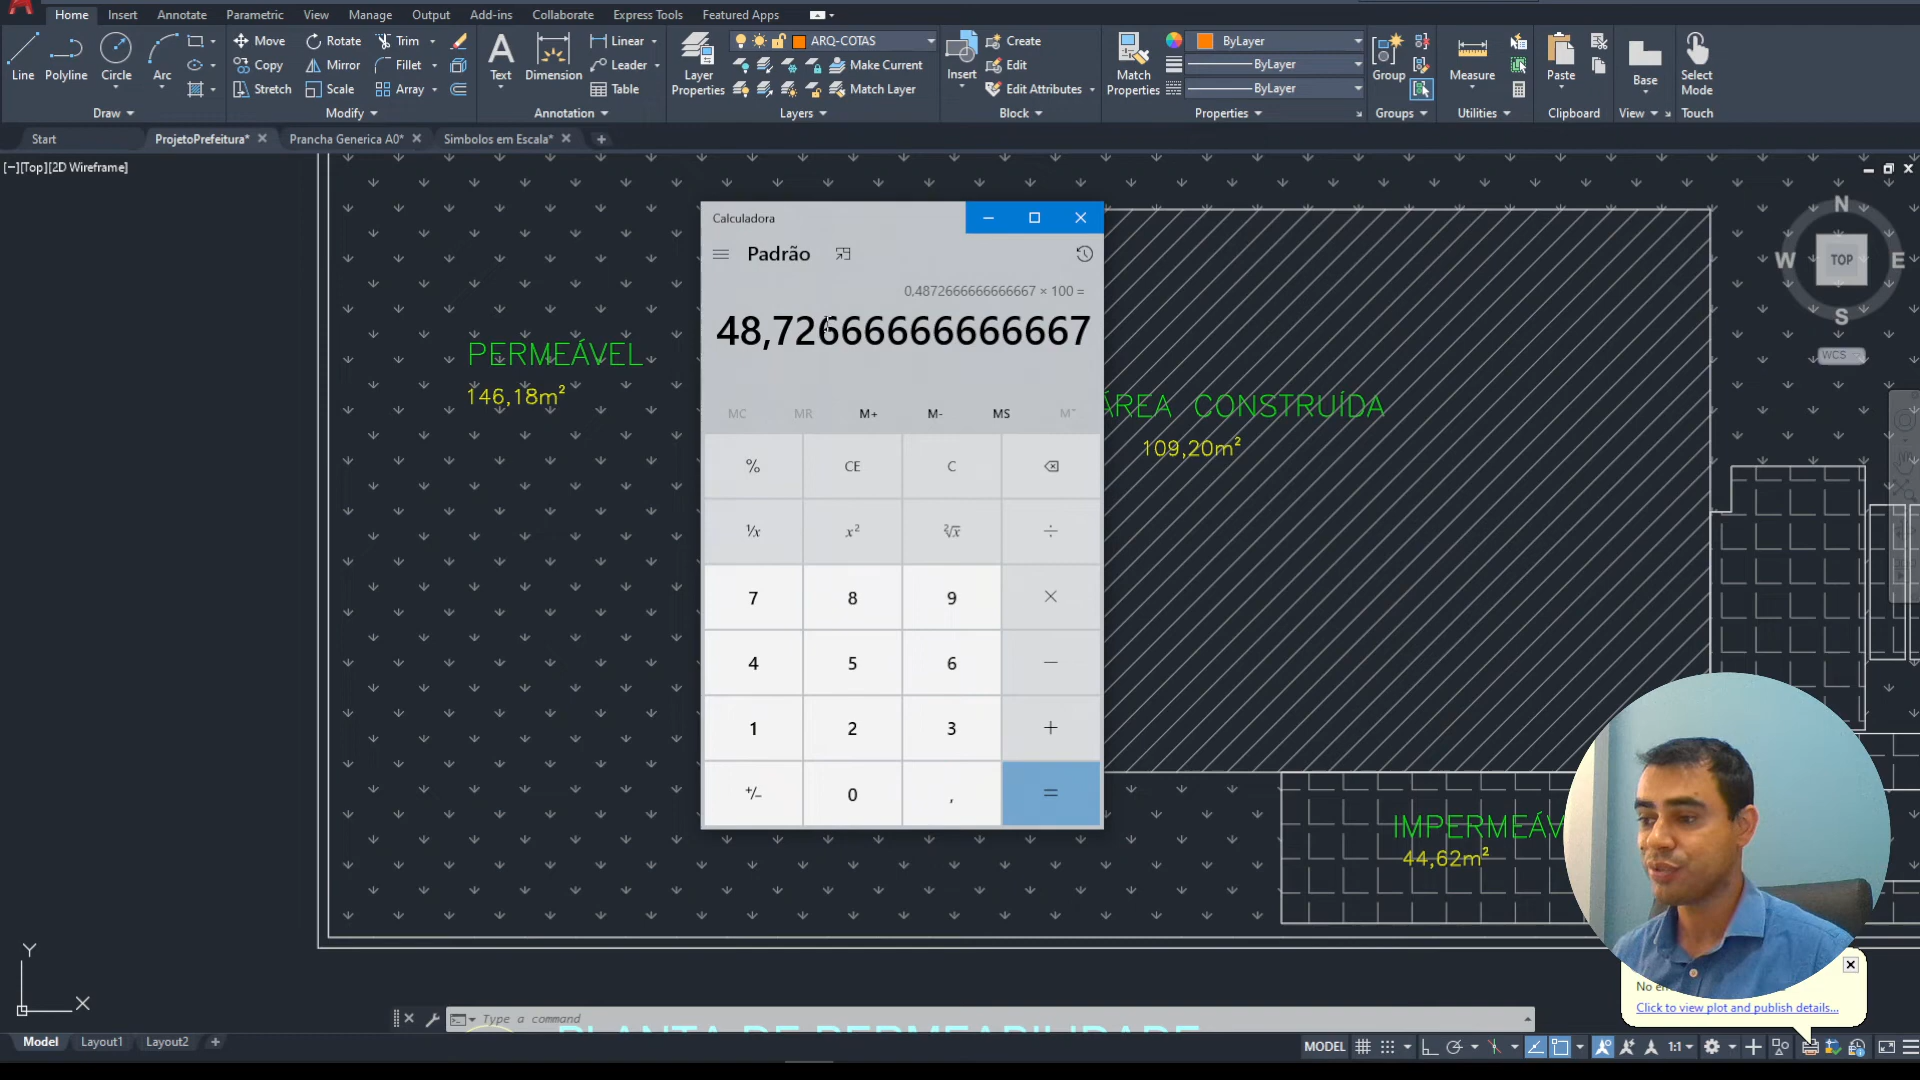 Home Insert Annotate Parametric View Manage Output Add-ins Collaborate Express Tools Featured Apps
Line Polyline Circle Arc
Move Rotate Trim
Copy Mirror Fillet
Stretch Scale Array
Draw Modify
Text Dimension
Linear
Leader
Table
Annotation
Layer Properties
ARQ-COTAS
Make Current
Match Layer
Layers
Insert
Create
Edit
Edit Attributes
Block
Match Properties
ByLayer
ByLayer
ByLayer
Properties
Group
Groups
Measure
Utilities
Paste
Clipboard
Base
View
Select Mode
Touch
Start ProjetoPrefeitura* Prancha Generica A0* Simbolos em Escala*
[−][Top][2D Wireframe]
N
W TOP E
S
WCS
Calculadora
Padrão
0,4872666666666667 × 100 =
48,72666666666667
MC MR M+ M- MS M˅
% CE C
¹/x x² ²√x ÷
7 8 9 ×
4 5 6 −
1 2 3 +
+/− 0 , =
PERMEÁVEL
146,18m²
ÁREA CONSTRUÍDA
109,20m²
44,62m²
Y
X
Type a command
PLANTA DE PERMEABILIDADE
Click to view plot and publish details...
Model Layout1 Layout2 +
MODEL 1:1